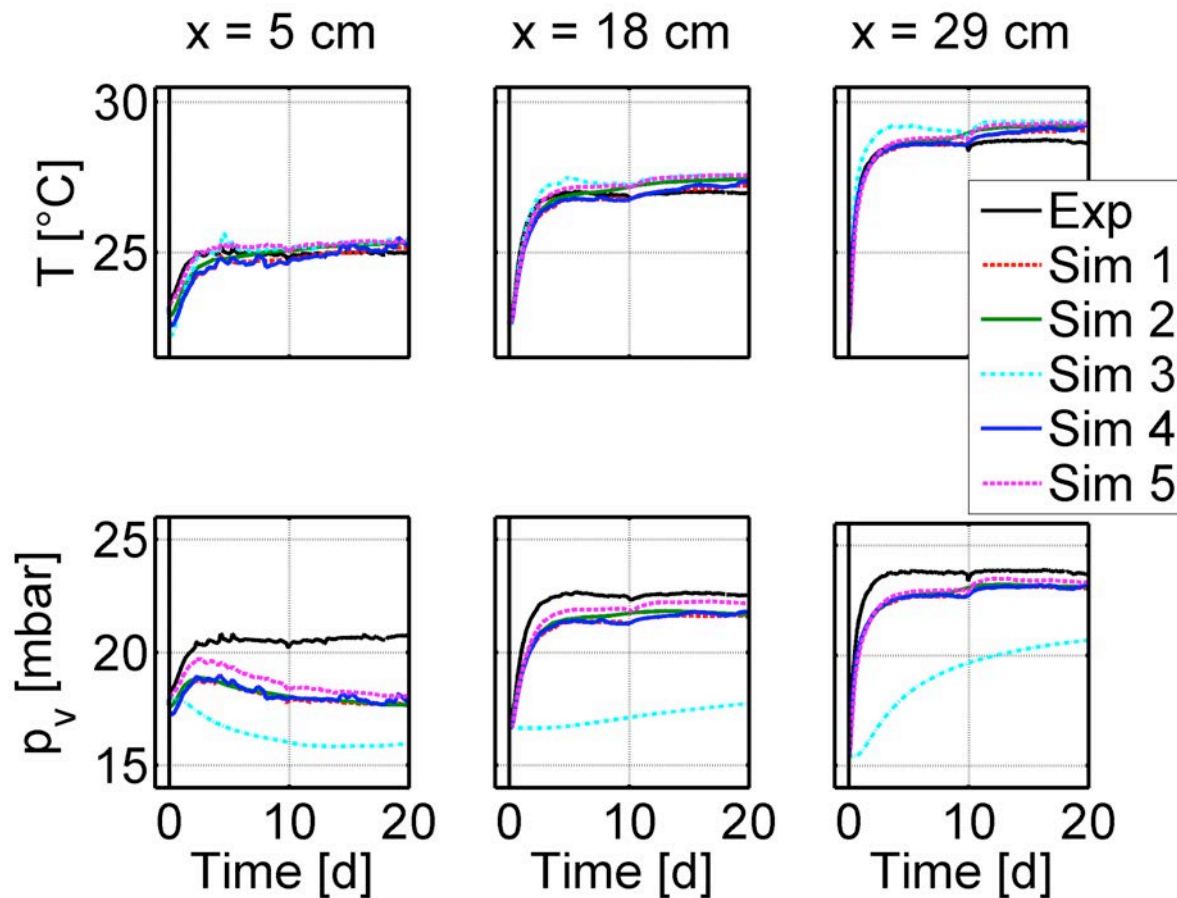 x = 5 cm
x = 18 cm
x = 29 cm
30
25
T [°C]
Exp
Sim 1
Sim 2
Sim 3
Sim 4
Sim 5
25
20
15
p_v [mbar]
0 10 20
0 10 20
0 10 20
Time [d]
Time [d]
Time [d]